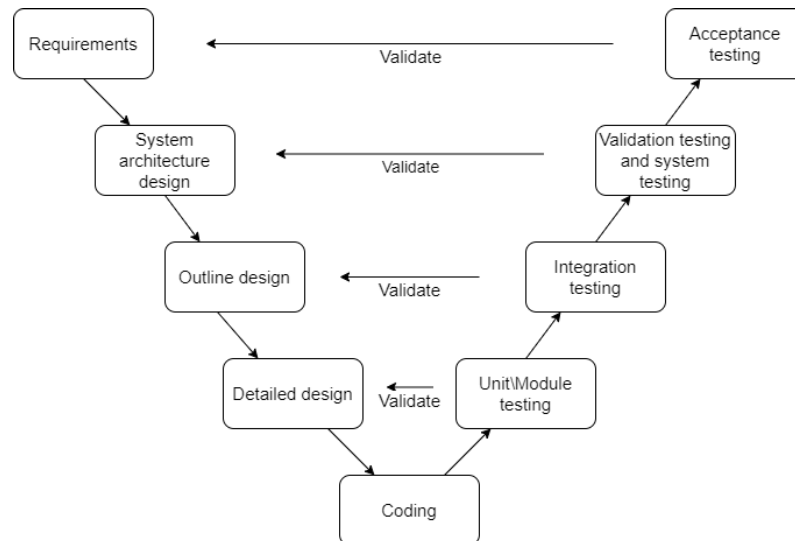 Requirements
Validate
Acceptance
testing
System
architecture
design
Validate
Validation testing
and system
testing
Outline design
Validate
Integration
testing
Detailed design
Validate
Unit\Module
testing
Coding